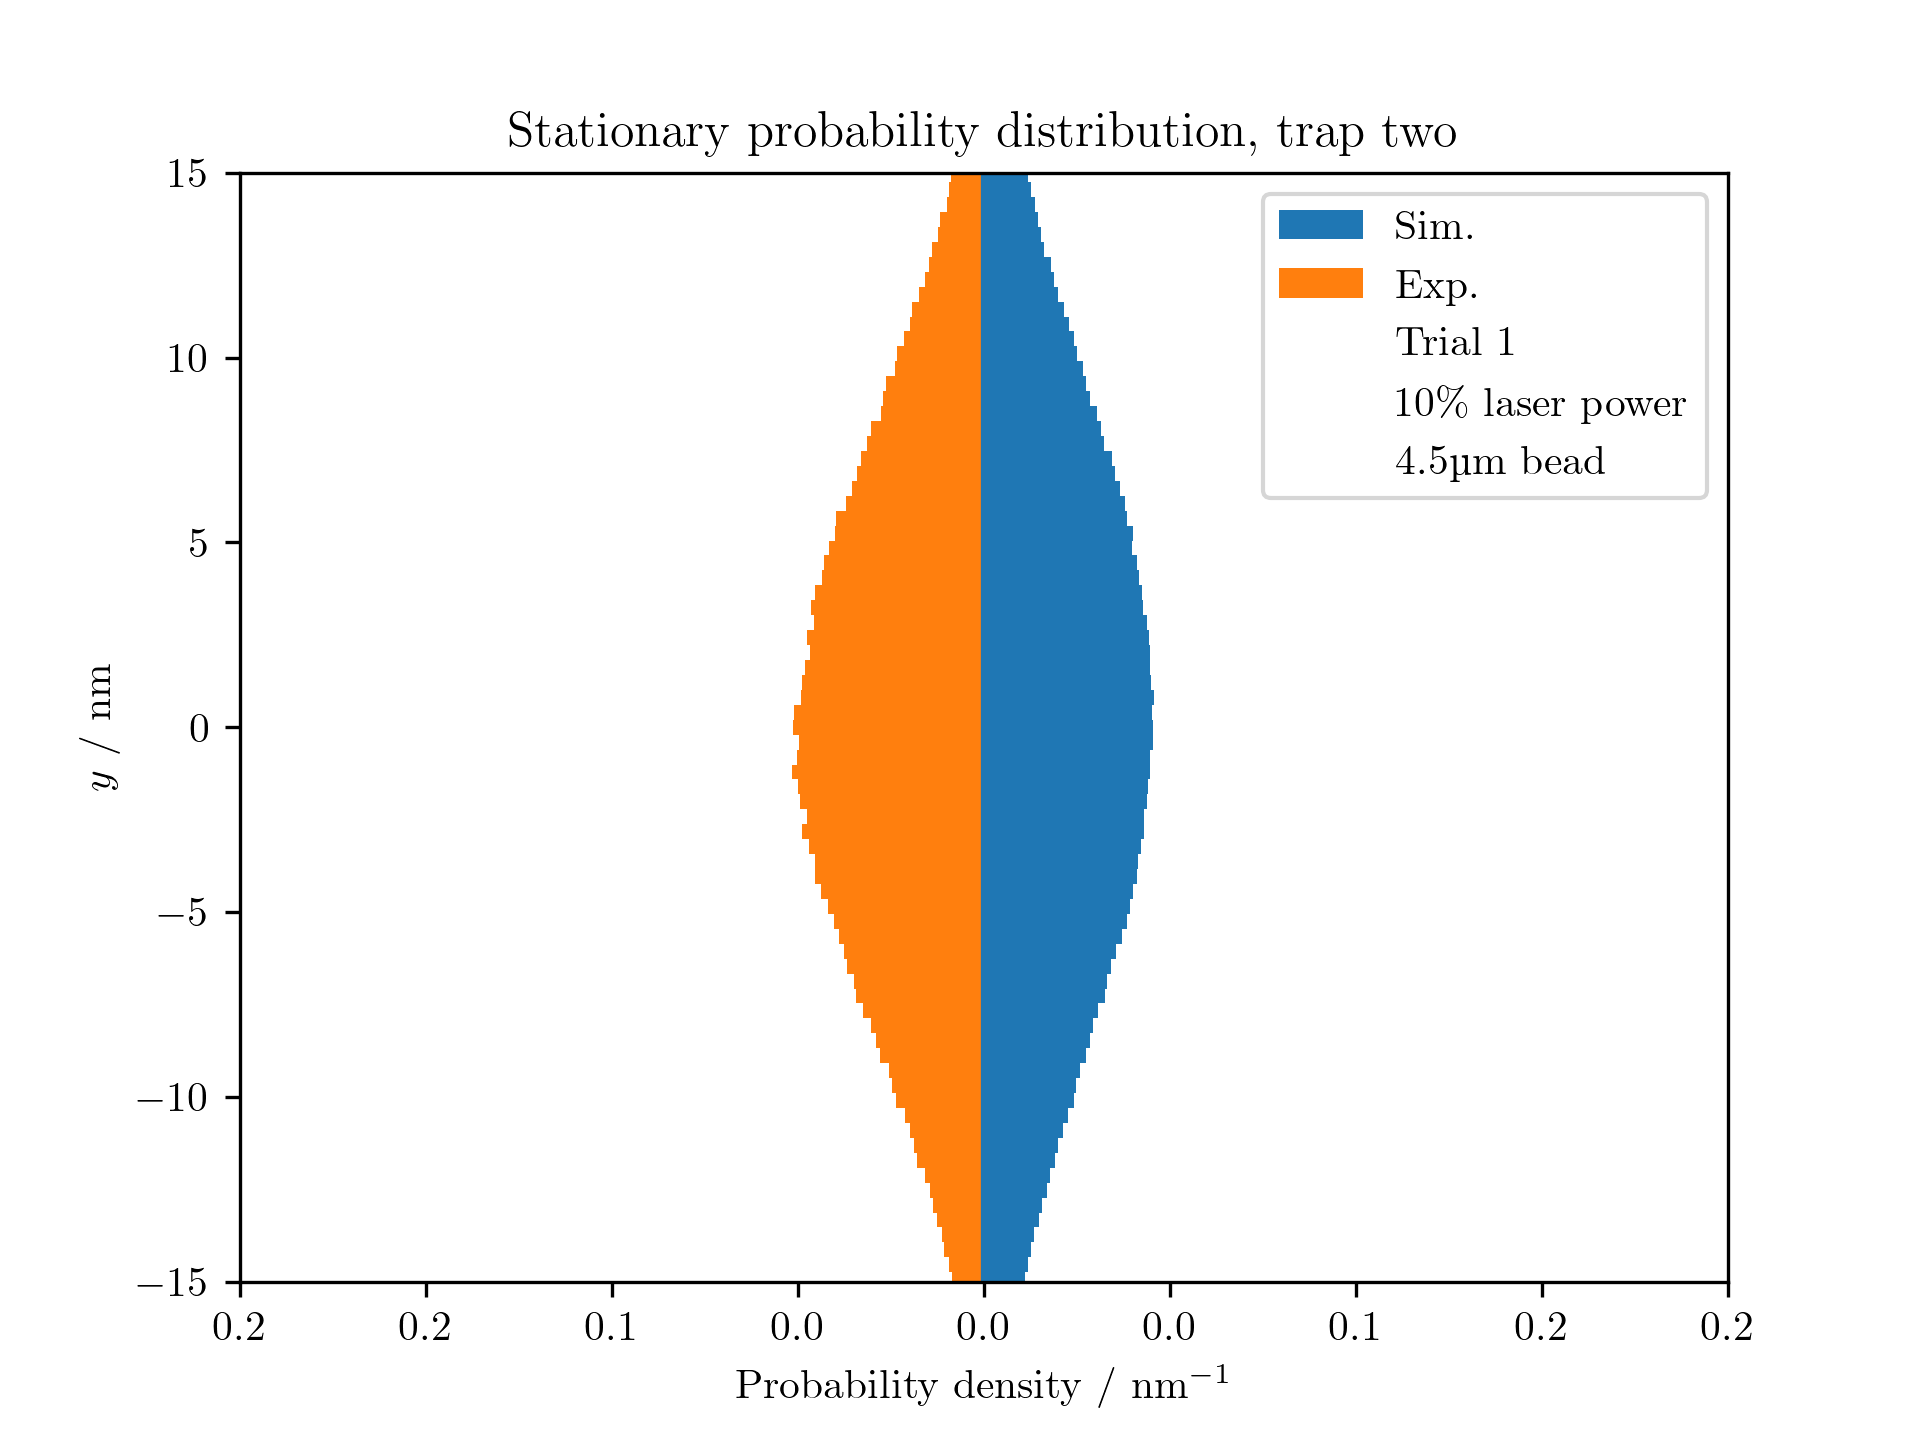 Stationary probability distribution, trap two
Sim.
Exp.
Trial 1
10% laser power
4.5µm bead
15
10
5
0
−5
−10
−15
y / nm
0.2 0.2 0.1 0.0 0.0 0.0 0.1 0.2 0.2
Probability density / nm⁻¹